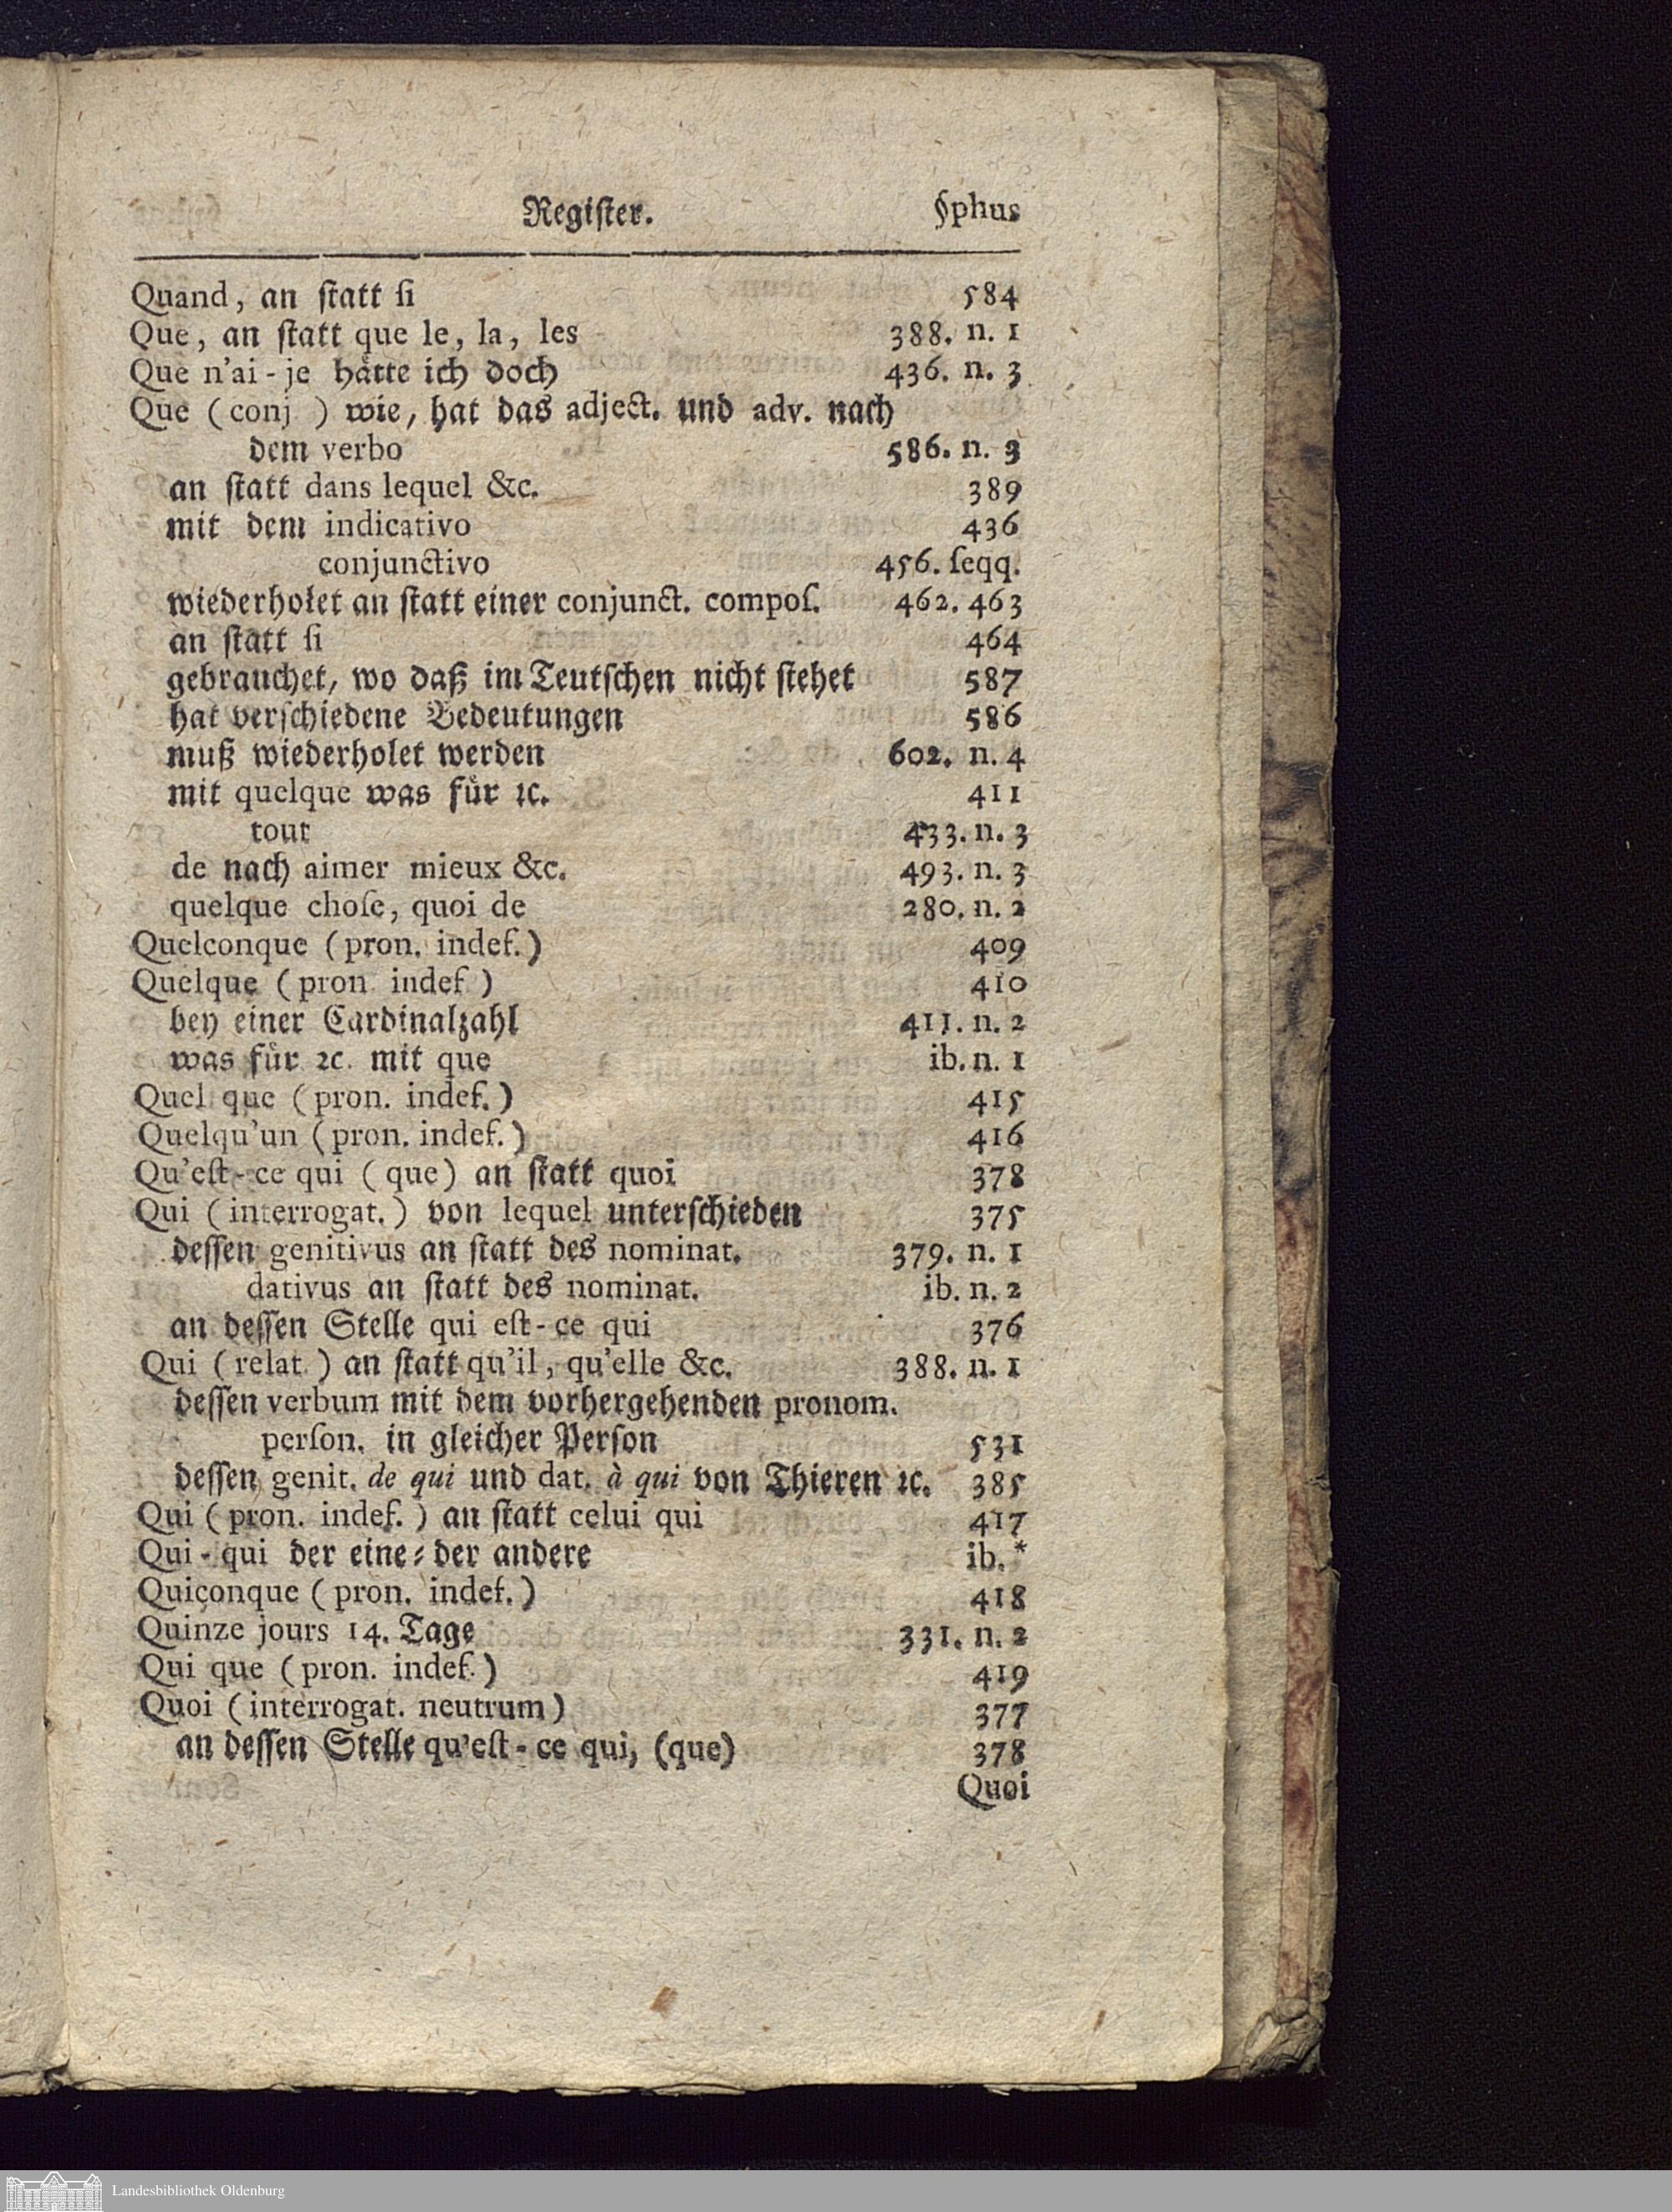 Regiſter. §phus
Quand, an ſtatt ſi 584
Que, an ſtatt que le, la, les 388. n. 1
Que n'ai-je hätte ich doch 436. n. 3
Que (conj ) wie, hat das adject. und adv. nach
dem verbo 586. n. 3
an ſtatt dans lequel &c. 389
mit dem indicativo 436
conjunctivo 456. ſeqq.
wiederholet an ſtatt einer conjunct. compoſ. 462. 463
an ſtatt ſi 464
gebrauchet, wo daß im Teutſchen nicht ſtehet 587
hat verſchiedene Bedeutungen 586
muß wiederholet werden 602. n. 4
mit quelque was für ꝛc. 411
tout 433. n. 3
de nach aimer mieux &c. 493. n. 3
quelque choſe, quoi de 280. n. 2
Quelconque (pron. indef.) 409
Quelque (pron indef ) 410
bey einer Cardinalzahl 411. n. 2
was für ꝛc. mit que ib. n. 1
Quel que (pron. indef.) 415
Quelqu'un (pron. indef.) 416
Qu'eſt-ce qui (que) an ſtatt quoi 378
Qui (interrogat.) von lequel unterſchieden 375
deſſen genitivus an ſtatt des nominat. 379. n. 1
dativus an ſtatt des nominat. ib. n. 2
an deſſen Stelle qui eſt-ce qui 376
Qui (relat.) an ſtatt qu'il, qu'elle &c. 388. n. 1
deſſen verbum mit dem vorhergehenden pronom.
perſon. in gleicher Perſon 531
deſſen genit. de qui und dat. à qui von Thieren ꝛc. 385
Qui (pron. indef.) an ſtatt celui qui 417
Qui - qui der eine⸗der andere ib.*
Quiçonque (pron. indef.) 418
Quinze jours 14. Tage 331. n. 2
Qui que (pron. indef.) 419
Quoi (interrogat. neutrum) 377
an deſſen Stelle qu'eſt-ce qui, (que) 378
Quoi
Landesbibliothek Oldenburg